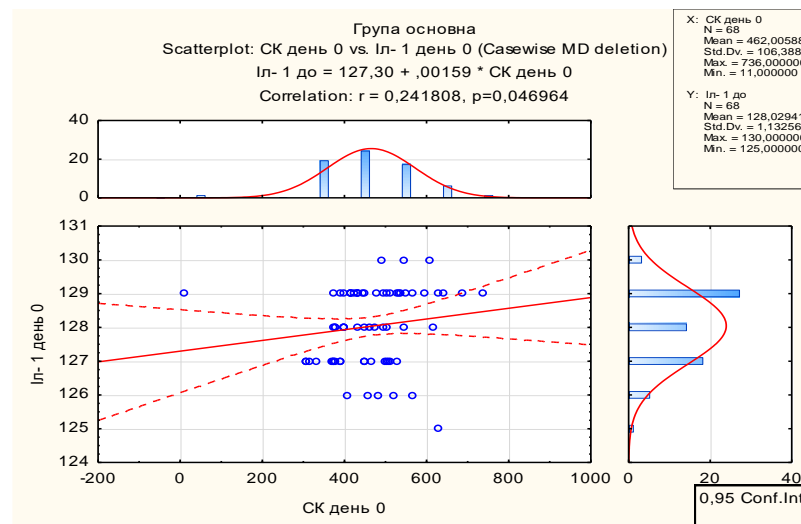 Група основна
Scatterplot: СК день 0 vs. Іл- 1 день 0 (Casewise MD deletion)
Іл- 1 до = 127,30 + ,00159 * СК день 0
Correlation: r = 0,241808, p=0,046964
X: СК день 0
N = 68
Mean = 462,00588
Std.Dv. = 106,388
Max. = 736,000000
Min. = 11,000000
Y: Іл- 1 до
N = 68
Mean = 128,02941
Std.Dv. = 1,13256
Max. = 130,000000
Min. = 125,000000
40
20
0
131
130
129
128
127
126
125
124
Іл- 1 день 0
-200 0 200 400 600 800 1000
СК день 0
0 20 40
0,95 Conf.Int